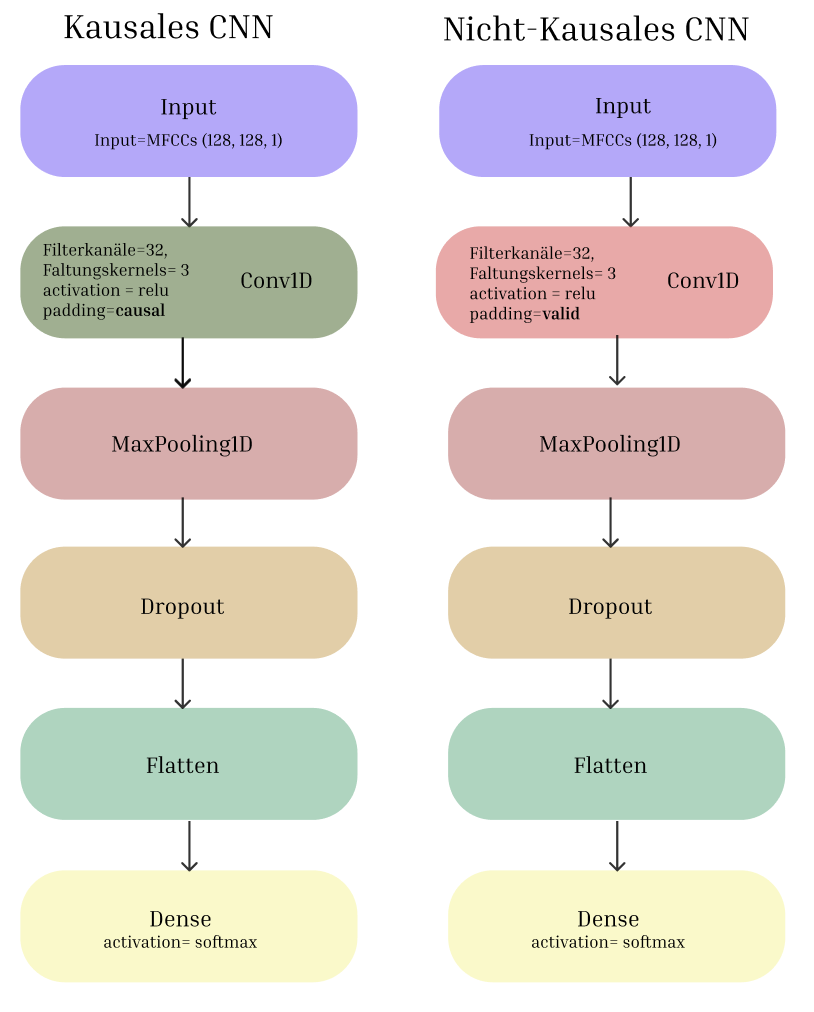 Kausales CNN
Input
Input=MFCCs (128, 128, 1)
Filterkanäle=32,
Faltungskernels= 3
activation = relu
padding=causal
Conv1D
MaxPooling1D
Dropout
Flatten
Dense
activation= softmax
Nicht-Kausales CNN
Input
Input=MFCCs (128, 128, 1)
Filterkanäle=32,
Faltungskernels= 3
activation = relu
padding=valid
Conv1D
MaxPooling1D
Dropout
Flatten
Dense
activation= softmax